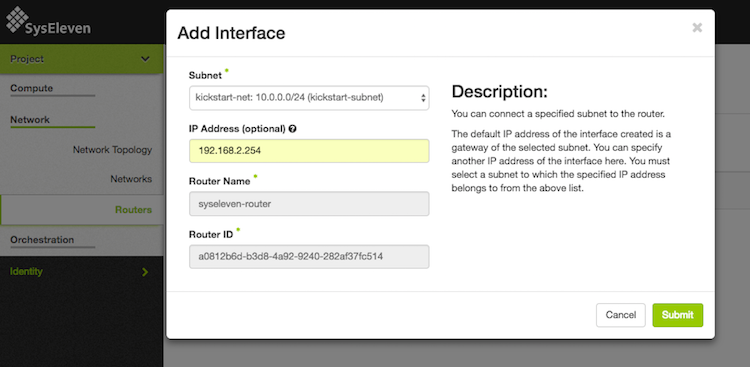 SysEleven
Project
Compute
Network
Network Topology
Networks
Routers
Orchestration
Identity
Add Interface
×
Subnet *
kickstart-net: 10.0.0.0/24 (kickstart-subnet)
IP Address (optional) ?
192.168.2.254
Router Name *
syseleven-router
Router ID *
a0812b6d-b3d8-4a92-9240-282af37fc514
Description:
You can connect a specified subnet to the router.
The default IP address of the interface created is a
gateway of the selected subnet. You can specify
another IP address of the interface here. You must
select a subnet to which the specified IP address
belongs to from the above list.
Cancel
Submit